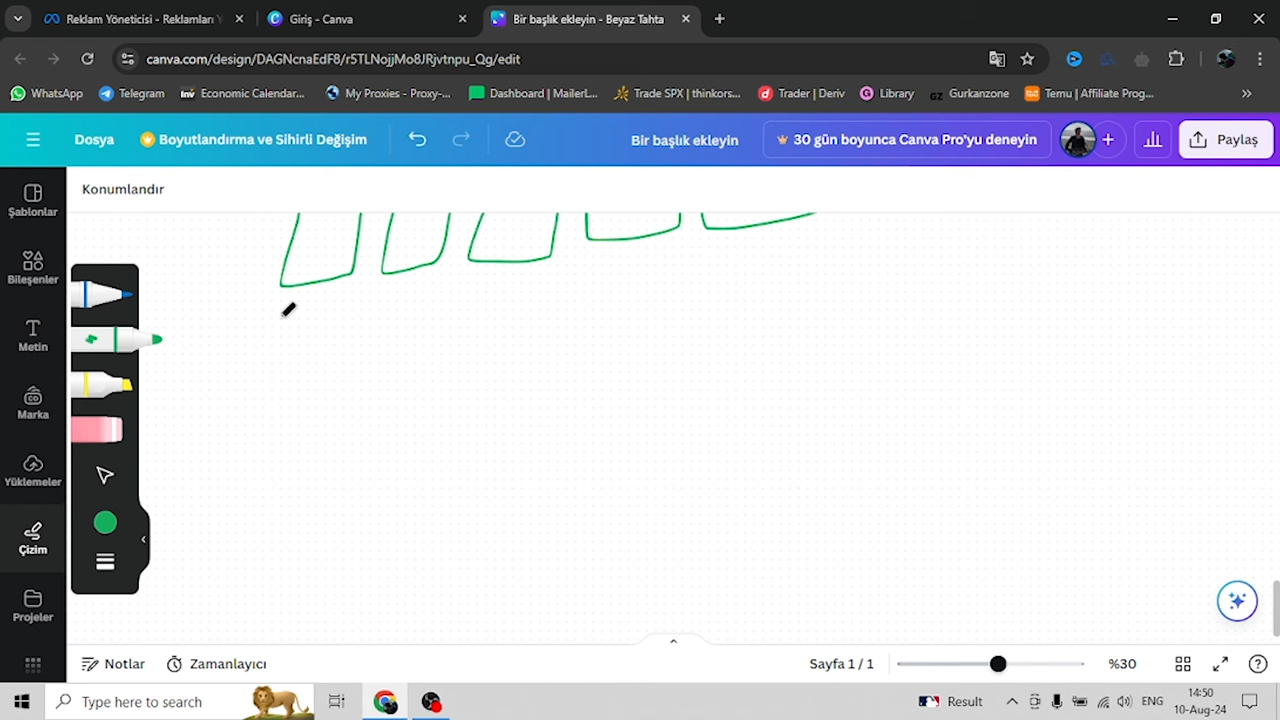 Reklam Yöneticisi - Reklamları Y
Giriş - Canva
Bir başlık ekleyin - Beyaz Tahta
canva.com/design/DAGNcnaEdF8/r5TLNojjMo8JRjvtnpu_Qg/edit
WhatsApp
Telegram
Economic Calendar...
My Proxies - Proxy-...
Dashboard | MailerL...
Trade SPX | thinkors...
Trader | Deriv
Library
GZ Gurkanzone
Temu | Affiliate Prog...
Dosya
Boyutlandırma ve Sihirli Değişim
Bir başlık ekleyin
30 gün boyunca Canva Pro'yu deneyin
Paylaş
Konumlandır
Şablonlar
Bileşenler
Metin
Marka
Yüklemeler
Çizim
Projeler
Notlar
Zamanlayıcı
Sayfa 1 / 1
%30
Type here to search
Result
ENG
14:50
10-Aug-24